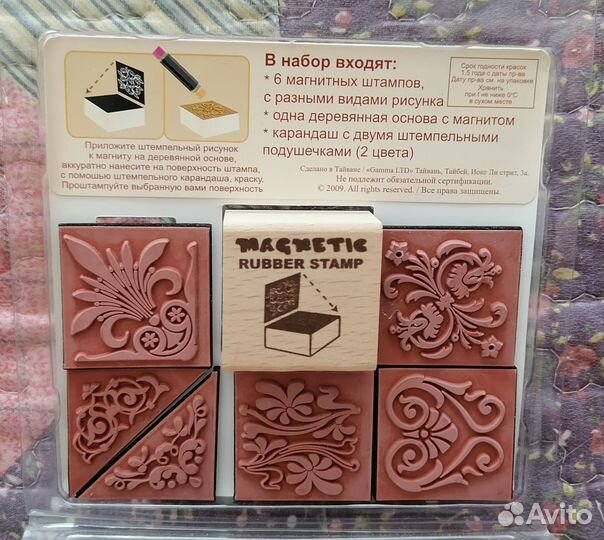 В набор входят:
* 6 магнитных штампов,
с разными видами рисунка
* одна деревянная основа с магнитом
* карандаш с двумя штемпельными
подушечками (2 цвета)
Срок годности красок
1.5 года с даты пр-ва
Дату пр-ва см. на упаковке
Хранить
при t не ниже 0°С
в сухом месте
Приложите штемпельный рисунок
к магниту на деревянной основе,
аккуратно нанесите на поверхность штампа,
с помощью штемпельного карандаша, краску.
Проштампуйте выбранную вами поверхность
Сделано в Тайване / «Gamma LTD» Тайвань, Тайбей, Йонг Ди стрит, 3а.
Не подлежит обязательной сертификации.
© 2009. All rights reserved. / Все права защищены.
MAGNETIC
RUBBER STAMP
Avito